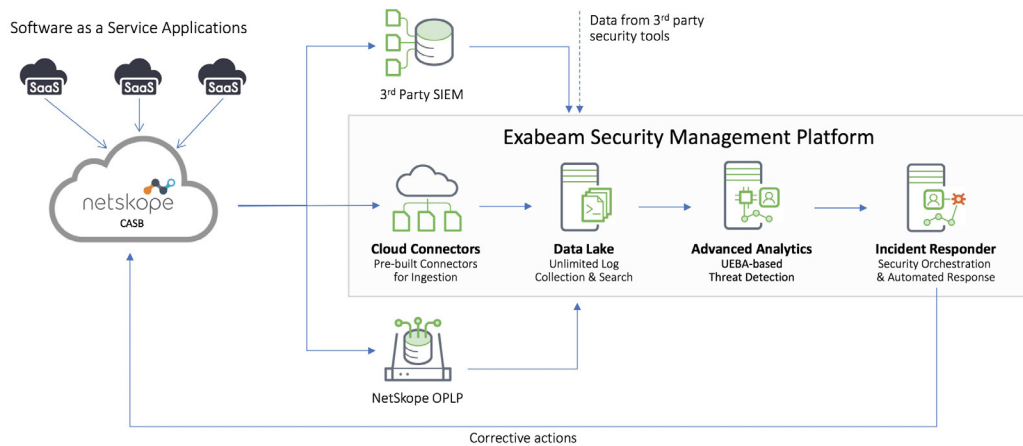 Software as a Service Applications
SaaS
SaaS
SaaS
netskope
CASB
3rd Party SIEM
Data from 3rd party
security tools
Exabeam Security Management Platform
Cloud Connectors
Pre-built Connectors
for Ingestion
Data Lake
Unlimited Log
Collection & Search
Advanced Analytics
UEBA-based
Threat Detection
Incident Responder
Security Orchestration
& Automated Response
NetSkope OPLP
Corrective actions